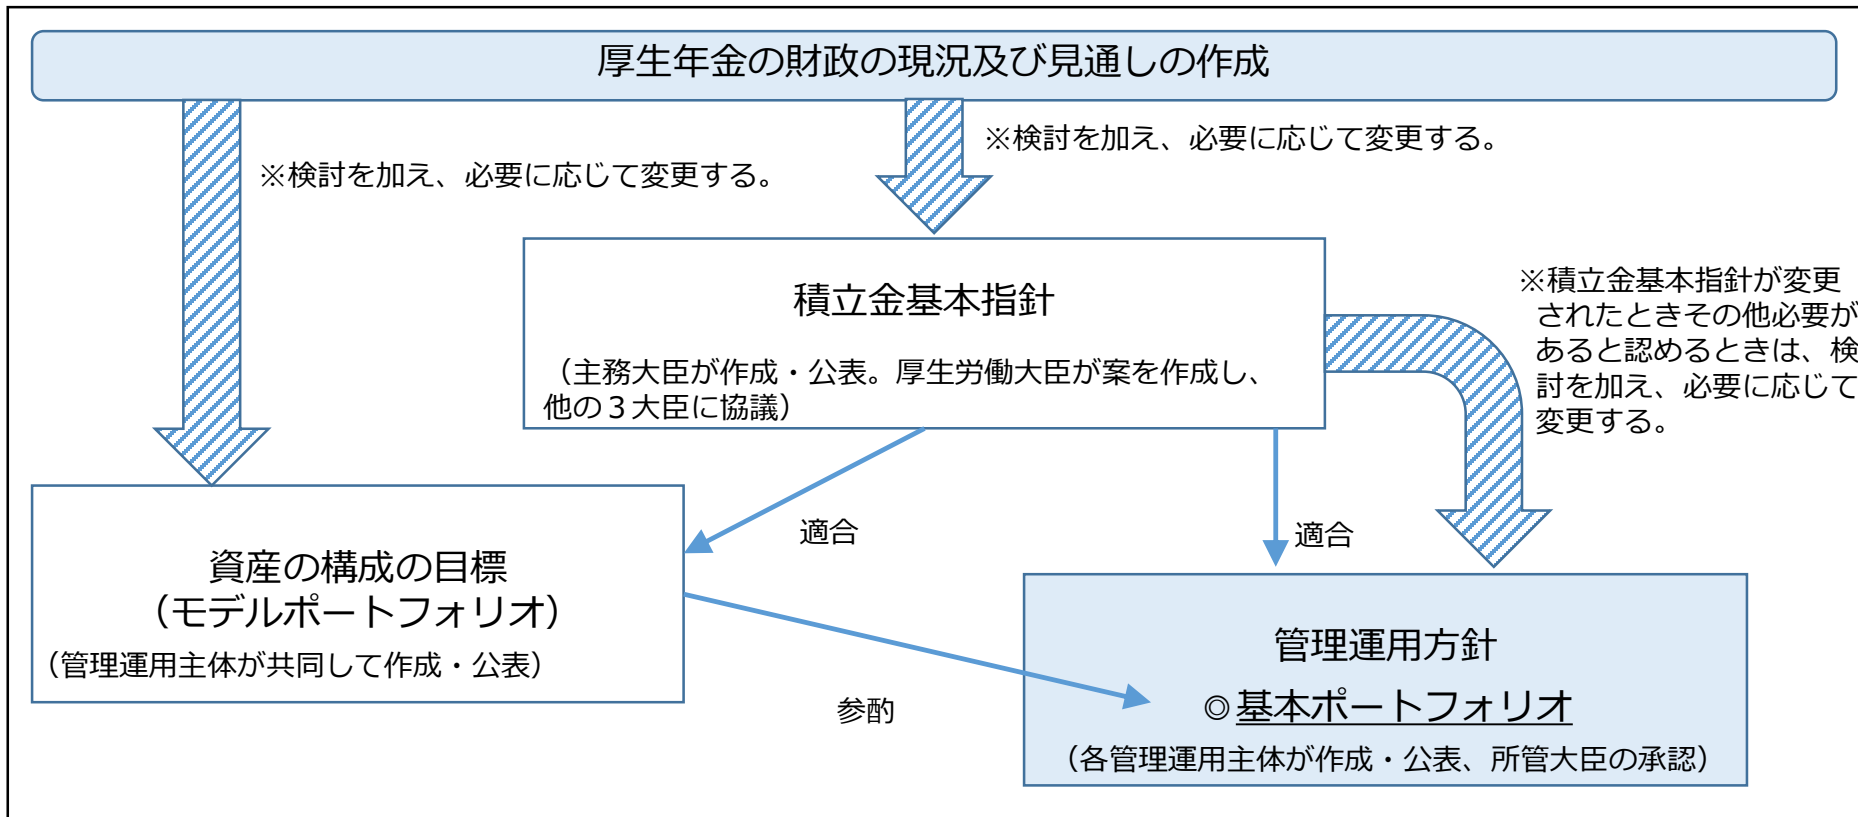 厚生年金の財政の現況及び見通しの作成
※検討を加え、必要に応じて変更する。
※検討を加え、必要に応じて変更する。
積立金基本指針
（主務大臣が作成・公表。厚生労働大臣が案を作成し、
他の３大臣に協議）
※積立金基本指針が変更
されたときその他必要が
あると認めるときは、検
討を加え、必要に応じて
変更する。
適合
適合
資産の構成の目標
（モデルポートフォリオ）
（管理運用主体が共同して作成・公表）
参酌
管理運用方針
◎基本ポートフォリオ
（各管理運用主体が作成・公表、所管大臣の承認）